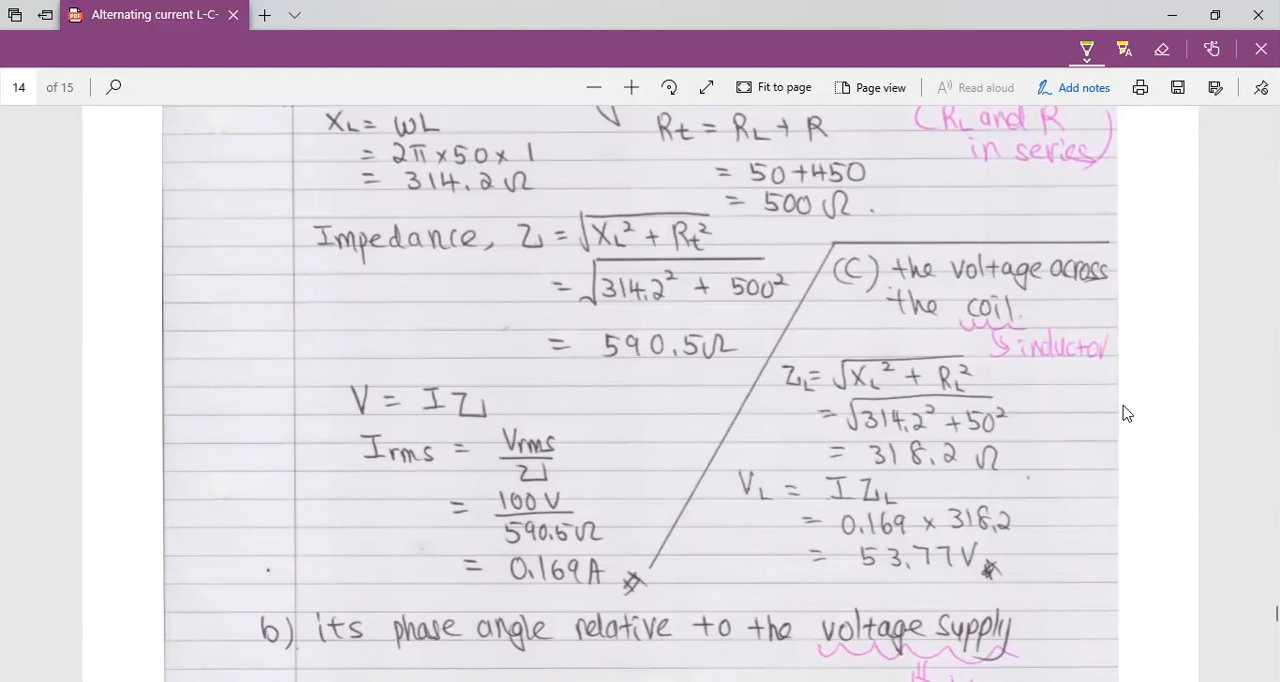 Alternating current L-C-
14 of 15
Fit to page
Page view
Read aloud
Add notes
XL = ωL
= 2π × 50 × 1
= 314.2 Ω
Rt = RL + R
= 50 + 450
= 500 Ω.
(RL and R
in series)
Impedance, Z = √XL² + Rt²
= √314.2² + 500²
= 590.5 Ω
V = IZ
Irms = Vrms
Z
= 100 V
590.5 Ω
= 0.169 A
(C) the voltage across
the coil.
↳ inductor
ZL = √XL² + RL²
= √314.2² + 50²
= 318.2 Ω
VL = IZL
= 0.169 × 318.2
= 53.77 V
b) its phase angle relative to the voltage supply